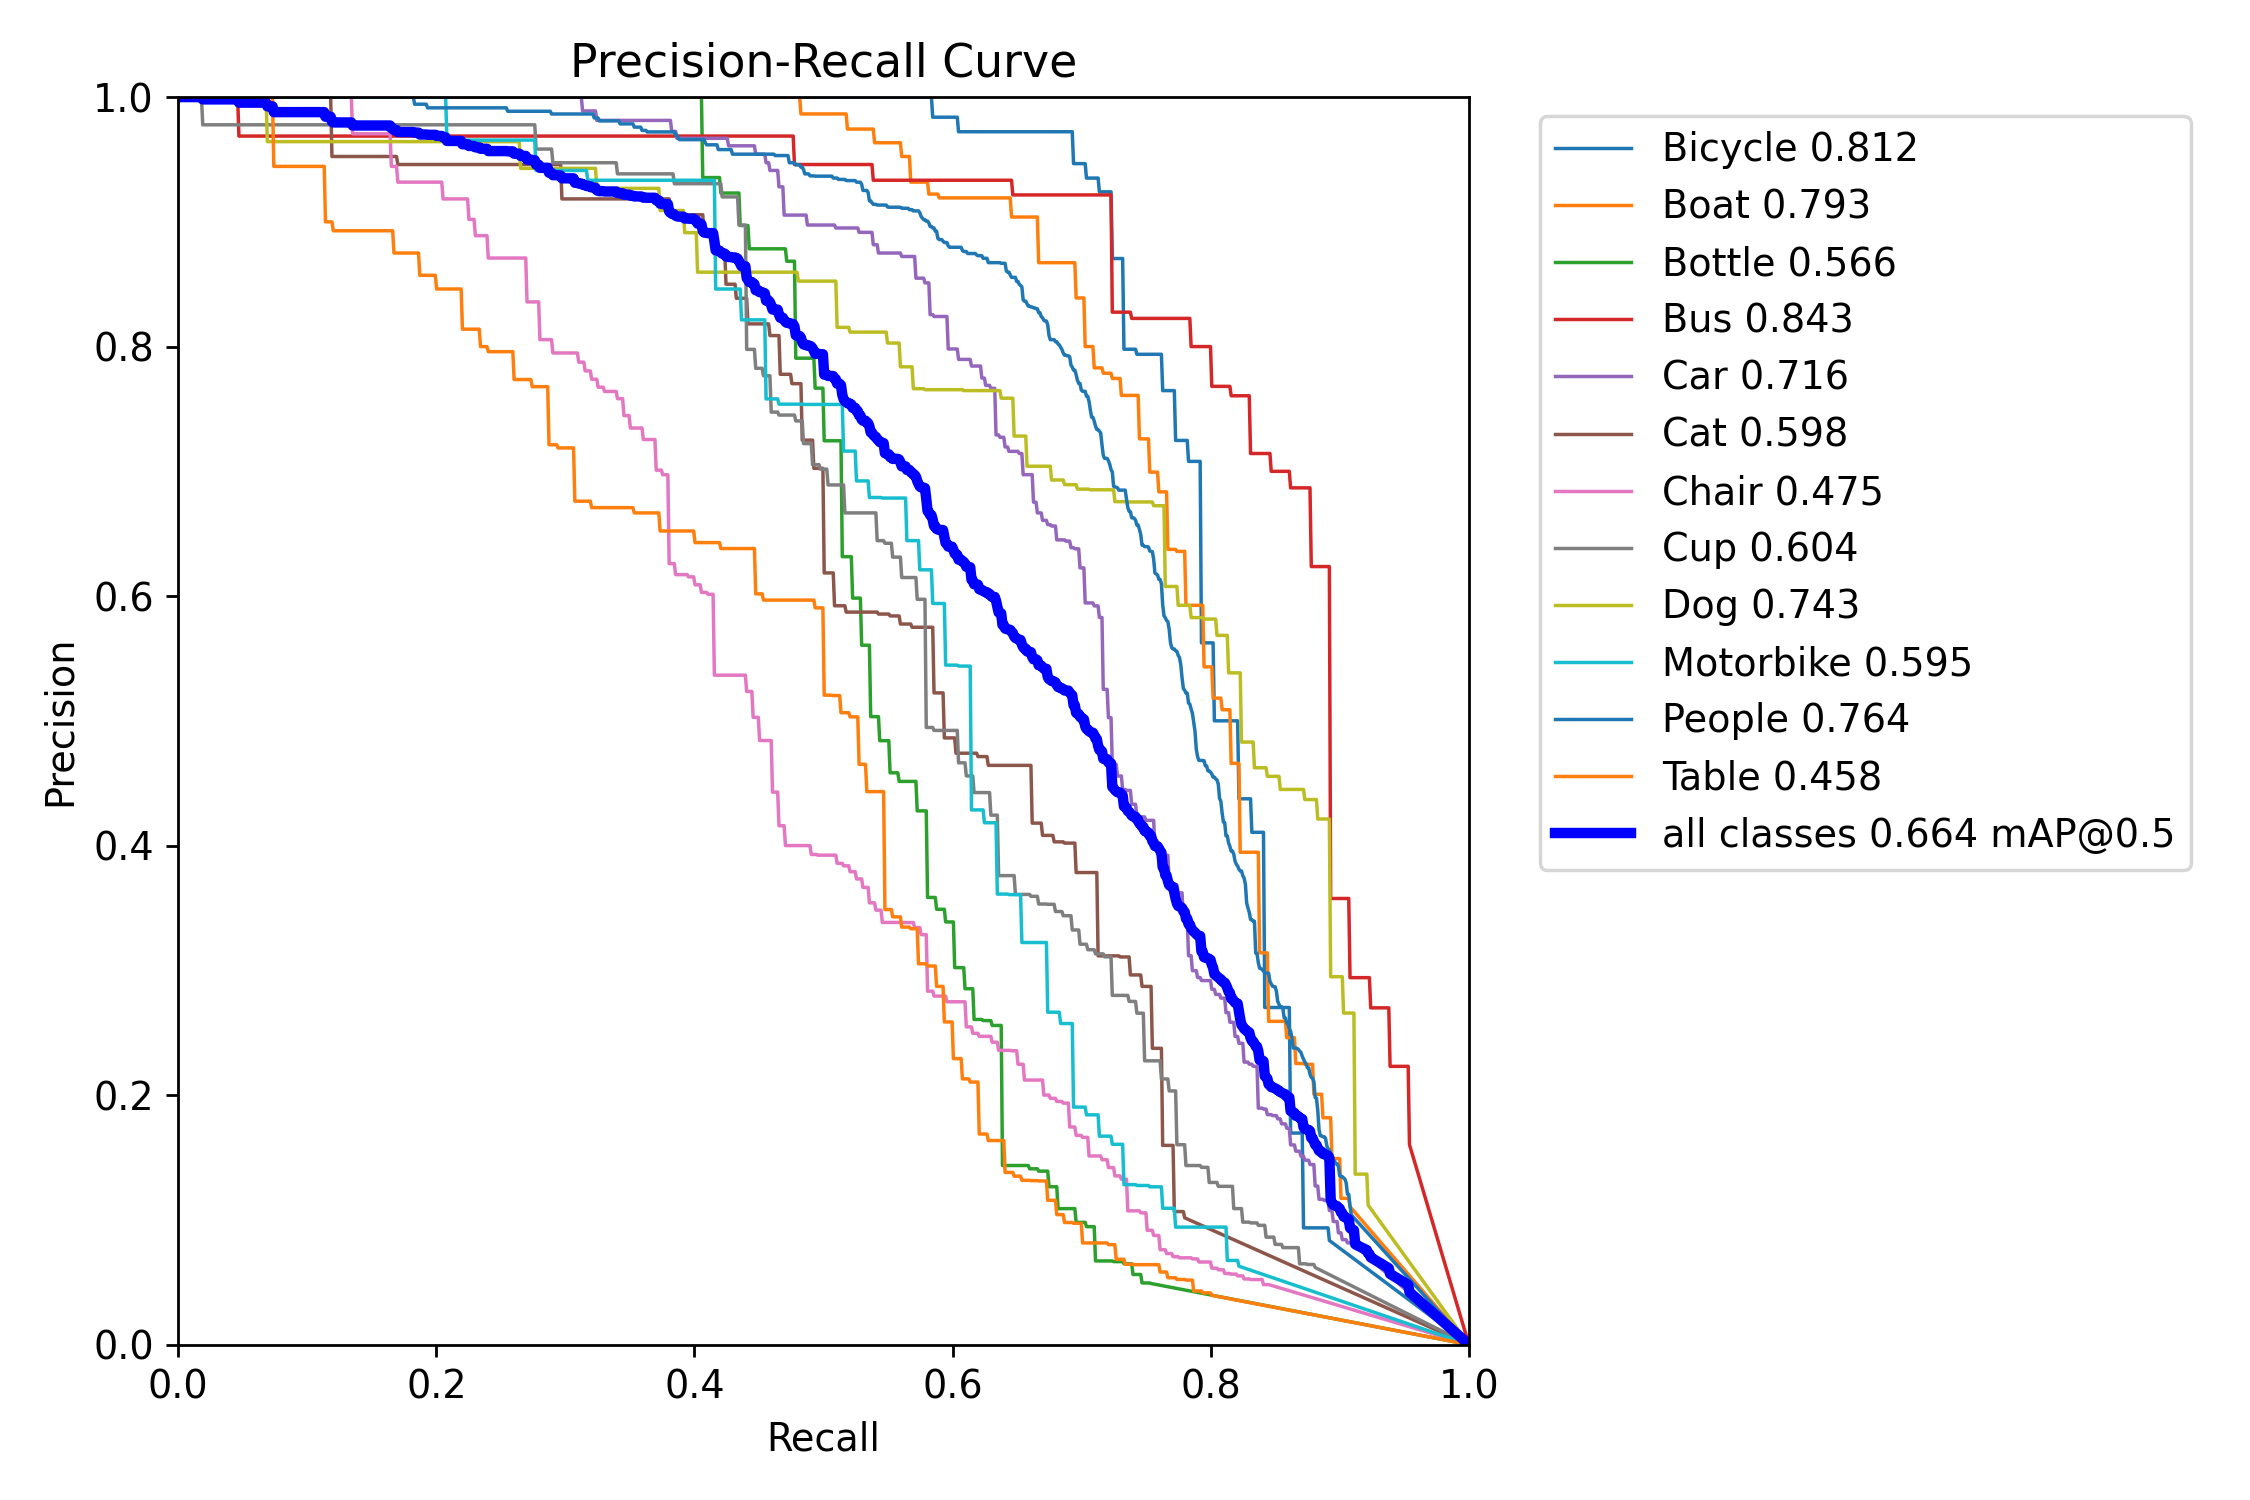 Precision-Recall Curve
1.0
0.8
0.6
0.4
0.2
0.0
Precision
0.0 0.2 0.4 0.6 0.8 1.0
Recall
Bicycle 0.812
Boat 0.793
Bottle 0.566
Bus 0.843
Car 0.716
Cat 0.598
Chair 0.475
Cup 0.604
Dog 0.743
Motorbike 0.595
People 0.764
Table 0.458
all classes 0.664 mAP@0.5